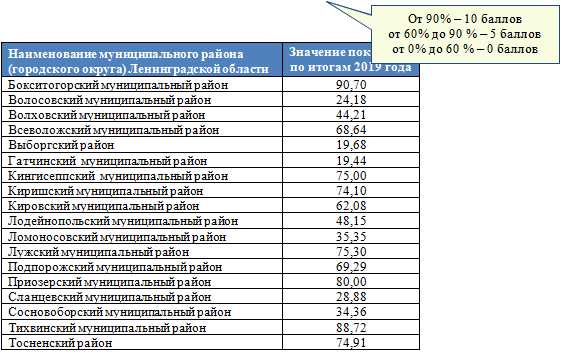 От 90% – 10 баллов
от 60% до 90 % – 5 баллов
от 0% до 60 % – 0 баллов
Наименование муниципального района (городского округа) Ленинградской области
Значение по итогам 2019 года
Бокситогорский муниципальный район 90,70
Волосовский муниципальный район 24,18
Волховский муниципальный район 44,21
Всеволожский муниципальный район 68,64
Выборгский район 19,68
Гатчинский муниципальный район 19,44
Кингисеппский муниципальный район 75,00
Киришский муниципальный район 74,10
Кировский муниципальный район 62,08
Лодейнопольский муниципальный район 48,15
Ломоносовский муниципальный район 35,35
Лужский муниципальный район 75,30
Подпорожский муниципальный район 69,29
Приозерский муниципальный район 80,00
Сланцевский муниципальный район 28,88
Сосновоборский муниципальный район 34,36
Тихвинский муниципальный район 88,72
Тосненский район 74,91